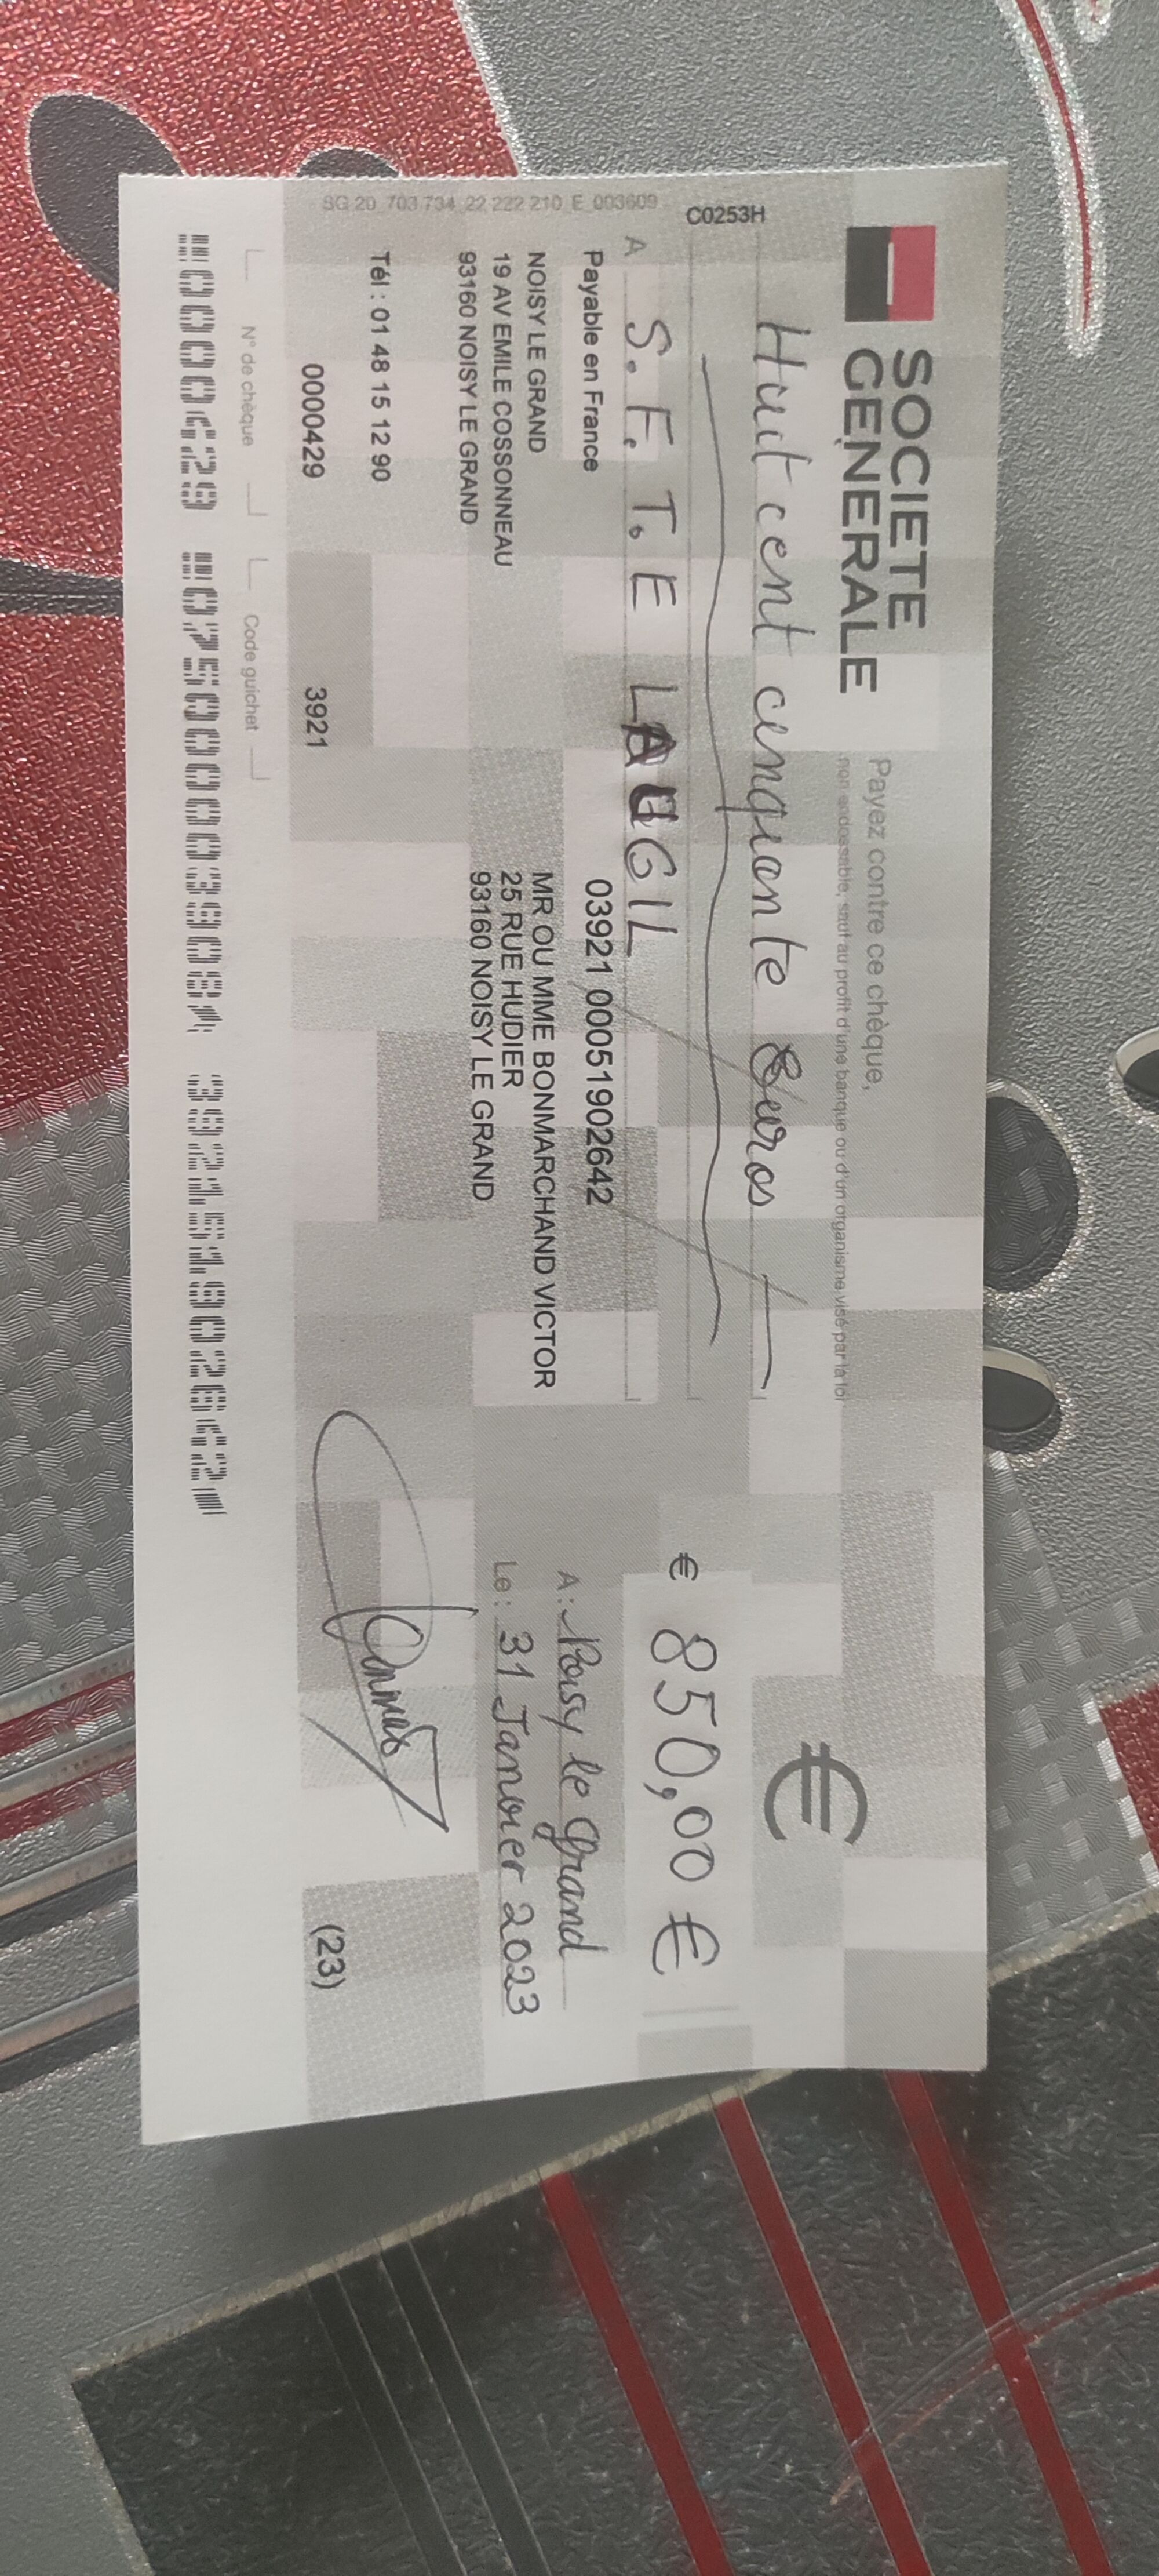 SOCIETE
GENERALE
€
Payez contre ce chèque,
non endossable, sauf au profit d'une banque ou d'un organisme visé par la loi
Huit cent cinquante Euros
C0253H
€ 850,00 €
A S.F.T.E LAUGIL
Payable en France
03921 00051902642
A : Noisy le Grand
NOISY LE GRAND
19 AV EMILE COSSONNEAU
93160 NOISY LE GRAND
MR OU MME BONMARCHAND VICTOR
25 RUE HUDIER
93160 NOISY LE GRAND
Le : 31 Janvier 2023
Tél : 01 48 15 12 90
0000429
3921
(23)
SG 20 703 734 22 222 210 E 003609
N° de chèque
Code guichet
0000429 075000039084 392151902642